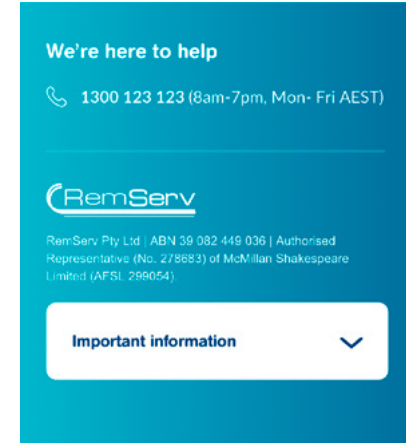 We're here to help
1300 123 123 (8am-7pm, Mon- Fri AEST)
RemServ
RemServ Pty Ltd | ABN 39 082 449 036 | Authorised
Representative (No. 278683) of McMillan Shakespeare
Limited (AFSL 299054).
Important information